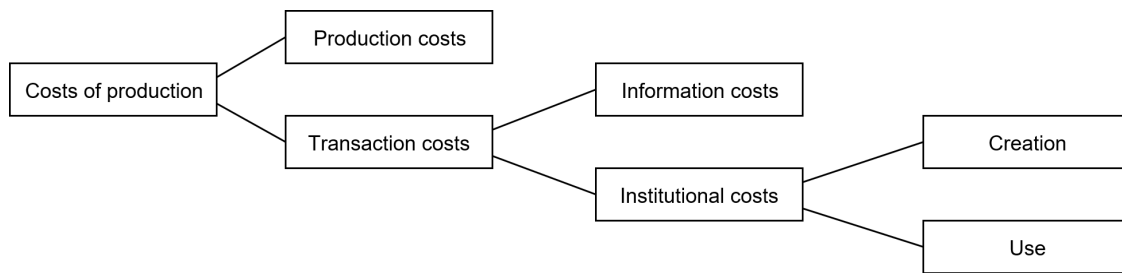 Production costs
Costs of production
Information costs
Transaction costs
Creation
Institutional costs
Use